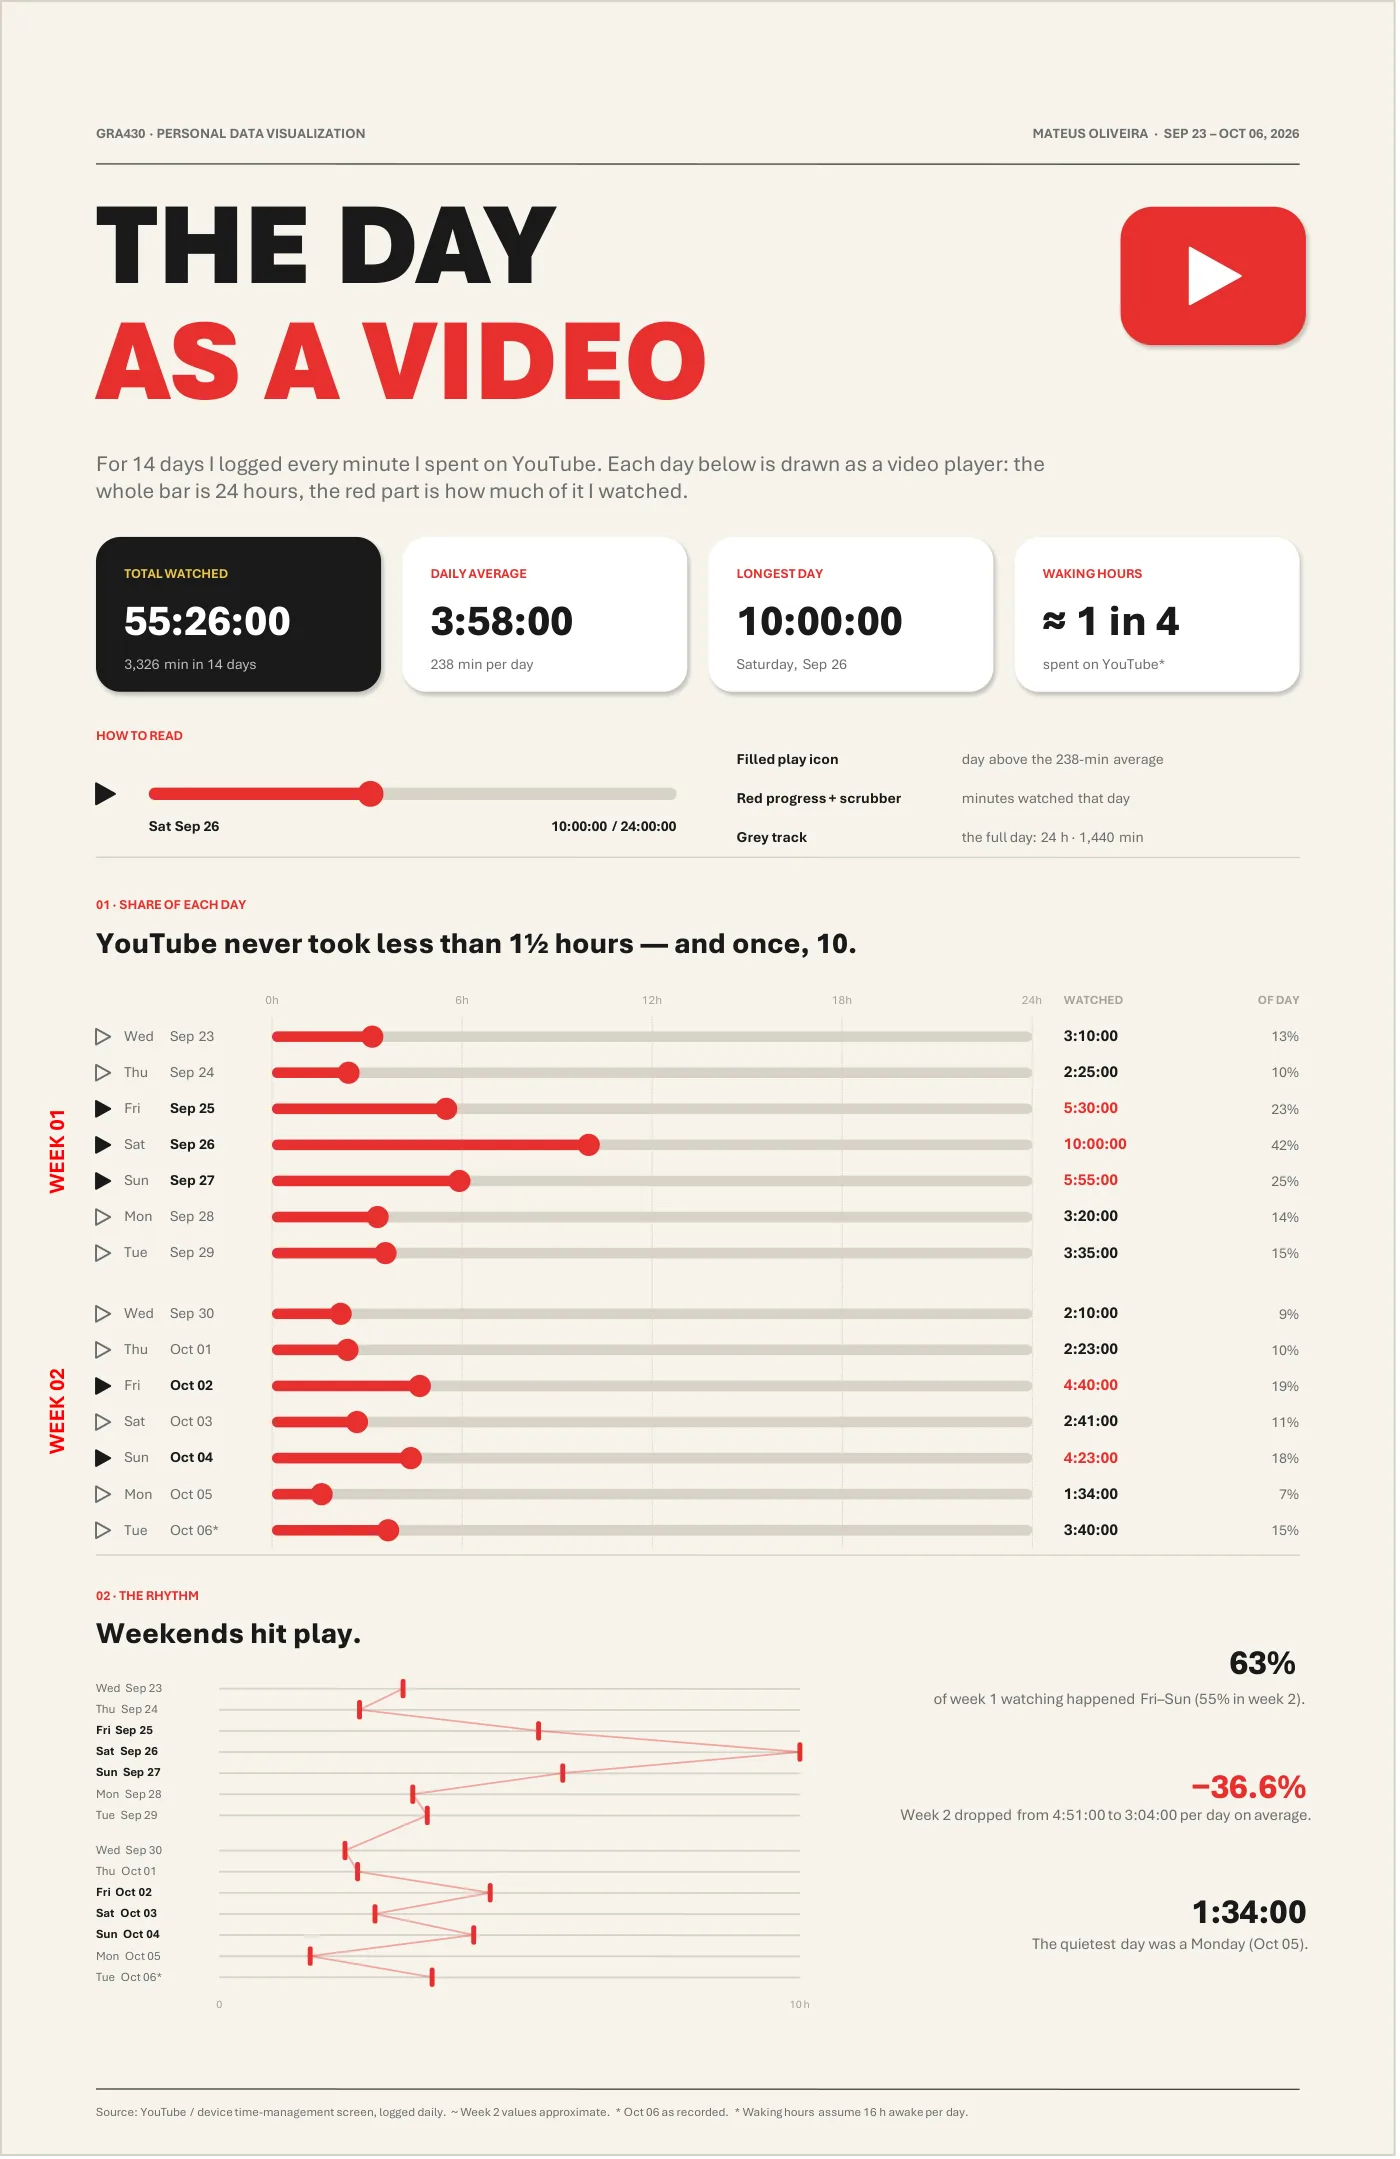 GRA430 · PERSONAL DATA VISUALIZATION
MATEUS OLIVEIRA · SEP 23 – OCT 06, 2026
THE DAY
AS A VIDEO
For 14 days I logged every minute I spent on YouTube. Each day below is drawn as a video player: the
whole bar is 24 hours, the red part is how much of it I watched.
TOTAL WATCHED
55:26:00
3,326 min in 14 days
DAILY AVERAGE
3:58:00
238 min per day
LONGEST DAY
10:00:00
Saturday, Sep 26
WAKING HOURS
≈ 1 in 4
spent on YouTube*
HOW TO READ
Sat Sep 26 10:00:00 / 24:00:00
Filled play icon day above the 238-min average
Red progress + scrubber minutes watched that day
Grey track the full day: 24 h · 1,440 min
01 · SHARE OF EACH DAY
YouTube never took less than 1½ hours — and once, 10.
0h 6h 12h 18h 24h WATCHED OF DAY
WEEK 01
Wed Sep 23 3:10:00 13%
Thu Sep 24 2:25:00 10%
Fri Sep 25 5:30:00 23%
Sat Sep 26 10:00:00 42%
Sun Sep 27 5:55:00 25%
Mon Sep 28 3:20:00 14%
Tue Sep 29 3:35:00 15%
WEEK 02
Wed Sep 30 2:10:00 9%
Thu Oct 01 2:23:00 10%
Fri Oct 02 4:40:00 19%
Sat Oct 03 2:41:00 11%
Sun Oct 04 4:23:00 18%
Mon Oct 05 1:34:00 7%
Tue Oct 06* 3:40:00 15%
02 · THE RHYTHM
Weekends hit play.
Wed Sep 23
Thu Sep 24
Fri Sep 25
Sat Sep 26
Sun Sep 27
Mon Sep 28
Tue Sep 29
Wed Sep 30
Thu Oct 01
Fri Oct 02
Sat Oct 03
Sun Oct 04
Mon Oct 05
Tue Oct 06*
0 10 h
63%
of week 1 watching happened Fri–Sun (55% in week 2).
−36.6%
Week 2 dropped from 4:51:00 to 3:04:00 per day on average.
1:34:00
The quietest day was a Monday (Oct 05).
Source: YouTube / device time-management screen, logged daily. ~ Week 2 values approximate. * Oct 06 as recorded. * Waking hours assume 16 h awake per day.